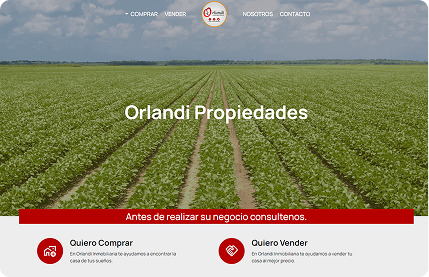 COMPRAR VENDER Orlandi NOSOTROS CONTACTO
Orlandi Propiedades
Antes de realizar su negocio consultenos.
Quiero Comprar
En Orlandi Inmobiliaria te ayudamos a encontrar la
casa de tus sueños.
Quiero Vender
En Orlandi Inmobiliaria te ayudamos a vender tu
casa al mejor precio.